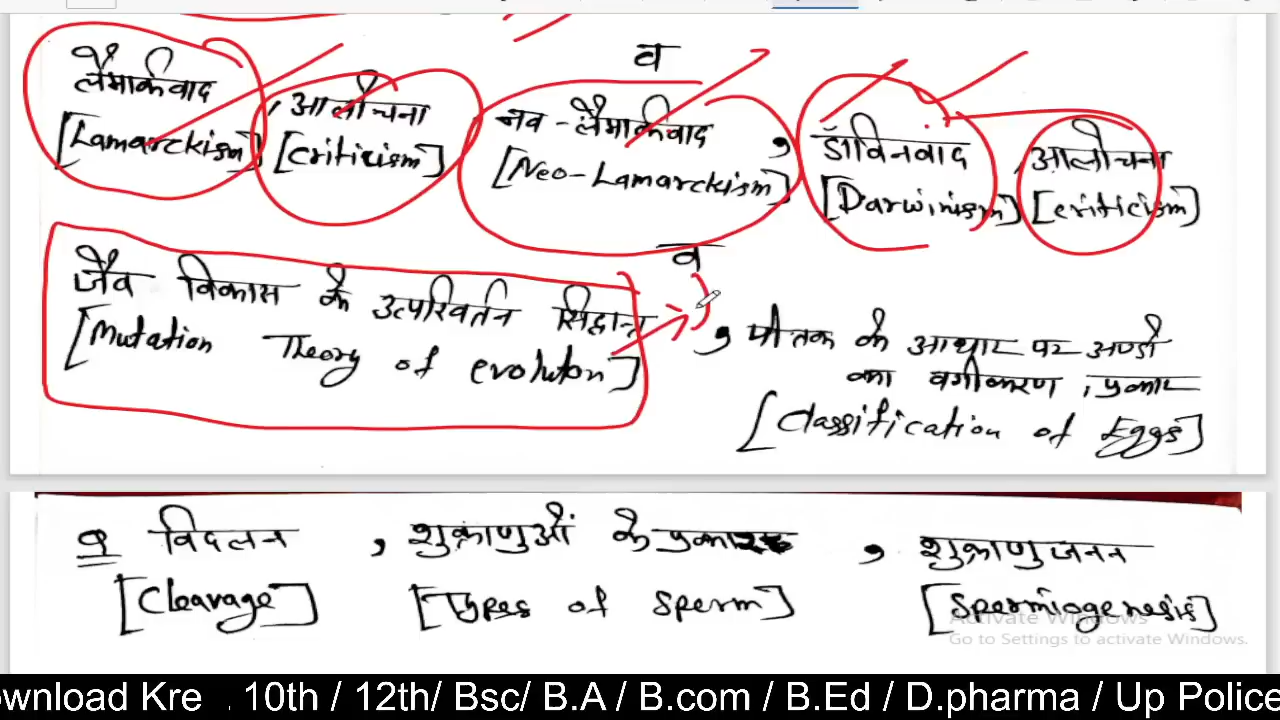 व
लैमार्कवाद , आलोचना नव-लैमार्कवाद , डॉर्विनवाद , आलोचना
[Lamarckism] [criticism] [Neo-Lamarckism] [Darwinism] [criticism]
व
जैव विकास के उत्परिवर्तन सिद्धान्त
[Mutation Theory of evolution]
, पीतक के आधार पर अण्डो
का वर्गीकरण , प्रकार
[Classification of Eggs]
9 विदलन , शुक्राणुओं के प्रकार , शुक्राणुजनन
[Cleavage] [Types of Sperm] [Spermiogenesis]
Activate Windows
Go to Settings to activate Windows.
ownload Kre . 10th / 12th/ Bsc/ B.A / B.com / B.Ed / D.pharma / Up Police